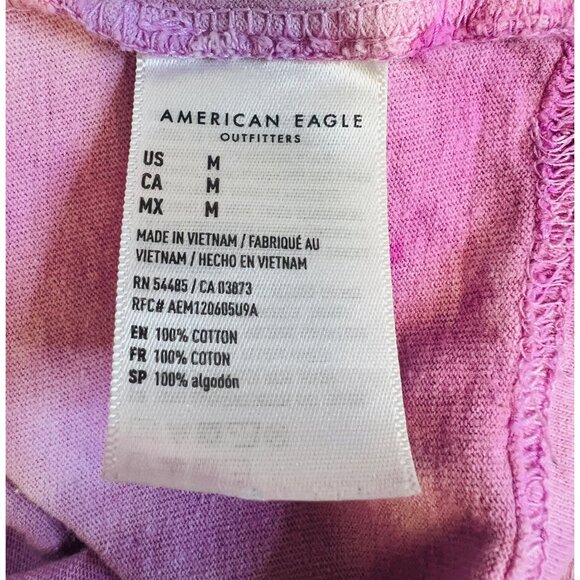 AMERICAN EAGLE
OUTFITTERS
US M
CA M
MX M
MADE IN VIETNAM / FABRIQUÉ AU
VIETNAM / HECHO EN VIETNAM
RN 54485 / CA 03873
RFC# AEM120605U9A
EN 100% COTTON
FR 100% COTON
SP 100% algodón